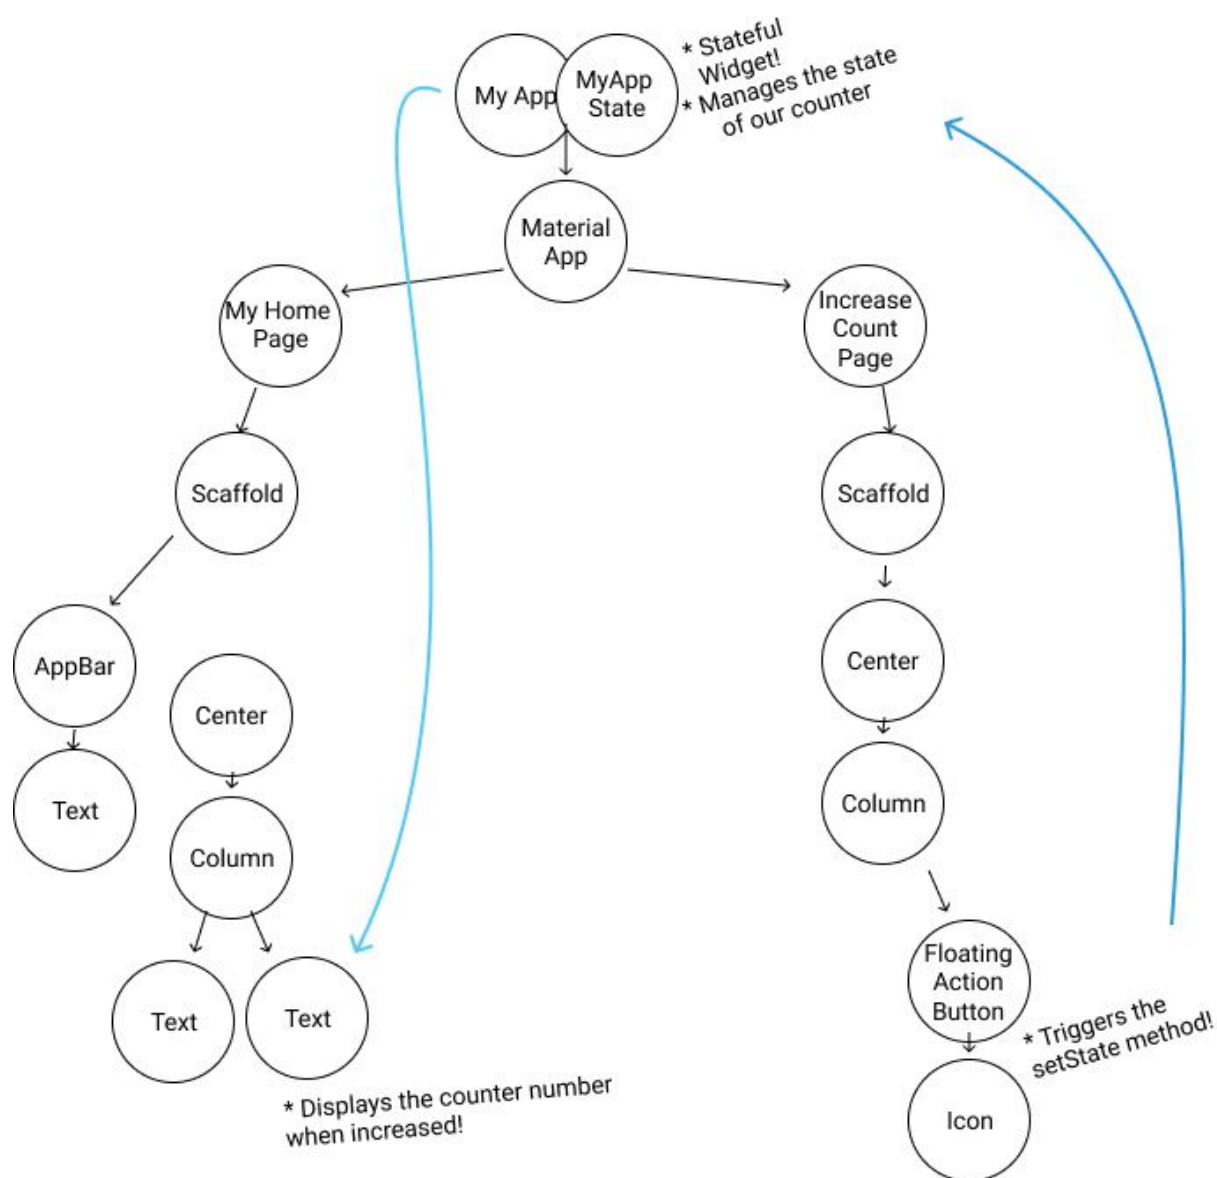 My App
MyApp
State
* Stateful
Widget!
* Manages the state
of our counter
Material
App
My Home
Page
Increase
Count
Page
Scaffold
Scaffold
AppBar
Center
Center
Text
Column
Column
Text
Text
Floating
Action
Button
* Triggers the
setState method!
* Displays the counter number
when increased!
Icon